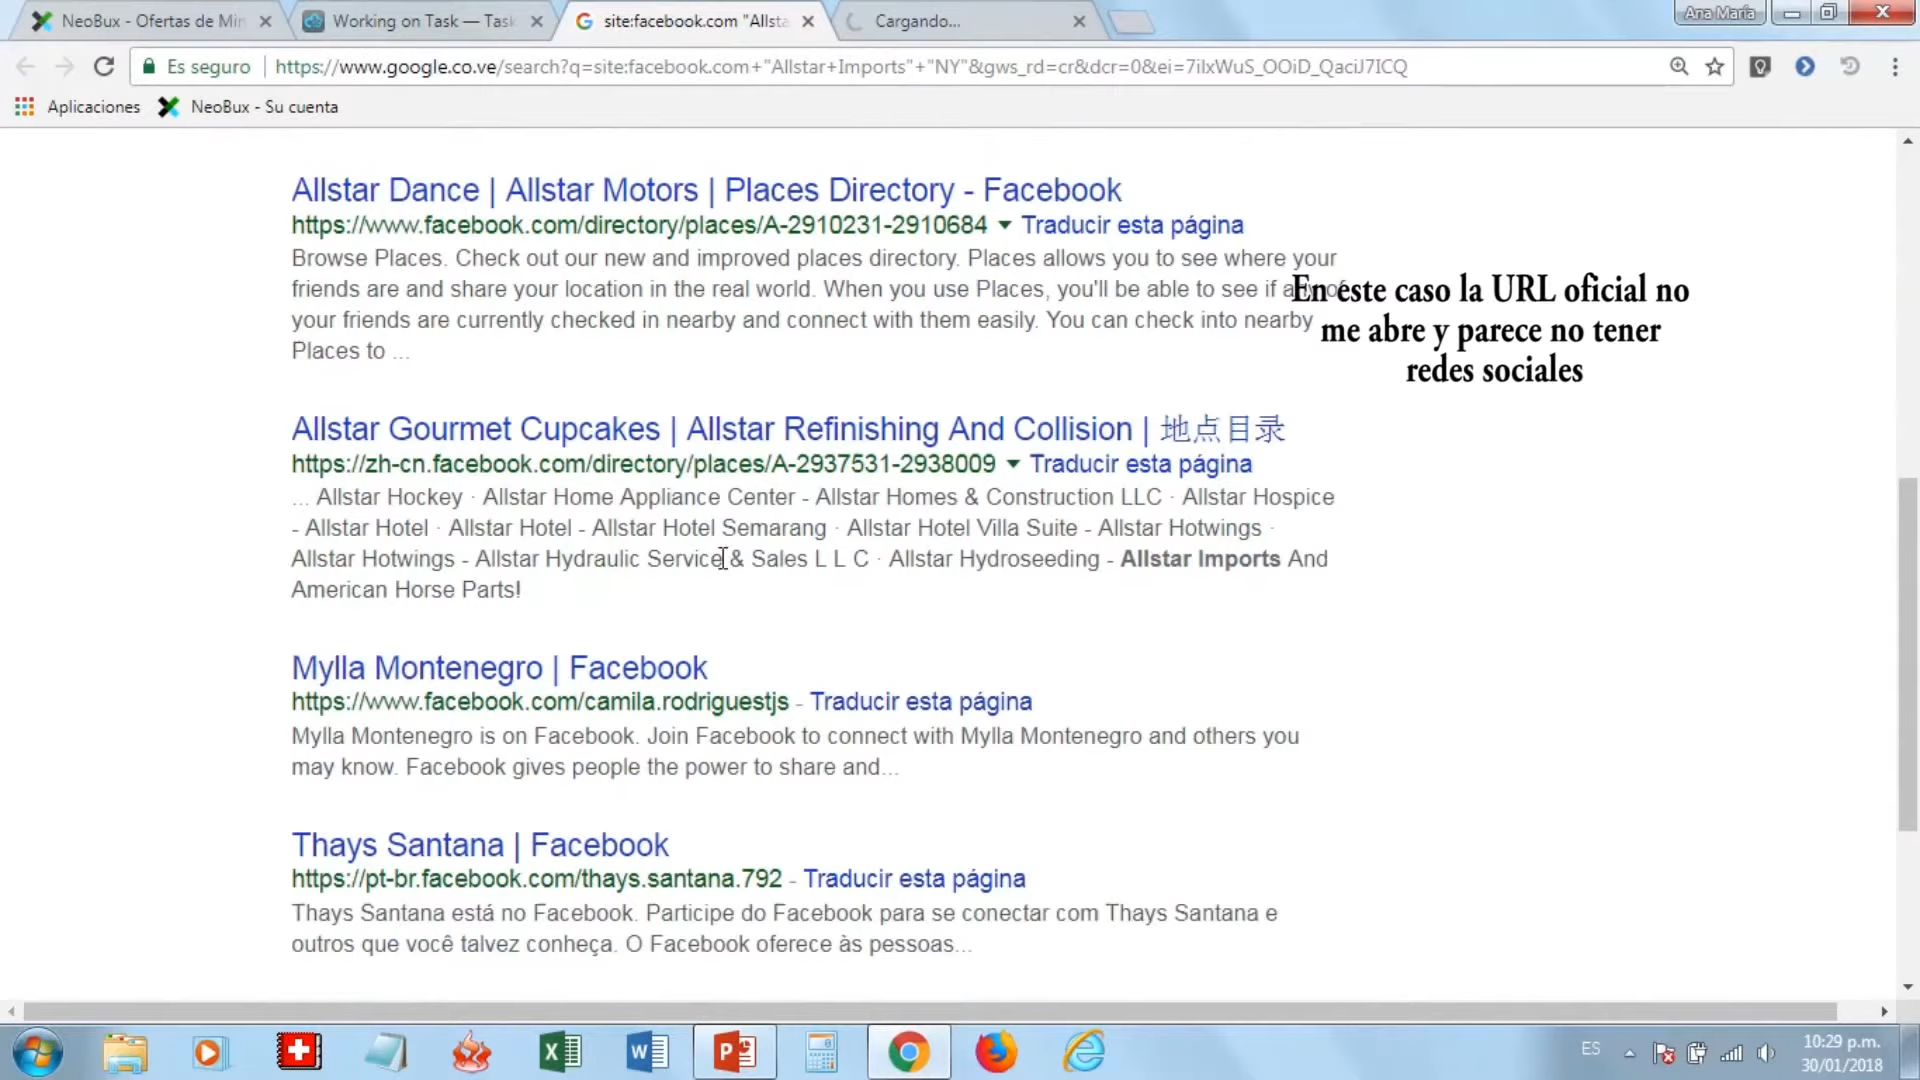 NeoBux - Ofertas de Min
Working on Task — Task
site:facebook.com "Allsta
Cargando...
Ana María
Es seguro
https://www.google.co.ve/search?q=site:facebook.com+"Allstar+Imports"+"NY"&gws_rd=cr&dcr=0&ei=7iIxWuS_OOiD_QaciJ7ICQ
Aplicaciones
NeoBux - Su cuenta
Allstar Dance | Allstar Motors | Places Directory - Facebook
https://www.facebook.com/directory/places/A-2910231-2910684 Traducir esta página
Browse Places. Check out our new and improved places directory. Places allows you to see where your
friends are and share your location in the real world. When you use Places, you'll be able to see if
your friends are currently checked in nearby and connect with them easily. You can check into nearby
Places to ...
En este caso la URL oficial no
me abre y parece no tener
redes sociales
Allstar Gourmet Cupcakes | Allstar Refinishing And Collision | 地点目录
https://zh-cn.facebook.com/directory/places/A-2937531-2938009 Traducir esta página
... Allstar Hockey · Allstar Home Appliance Center - Allstar Homes & Construction LLC · Allstar Hospice
- Allstar Hotel · Allstar Hotel - Allstar Hotel Semarang · Allstar Hotel Villa Suite - Allstar Hotwings ·
Allstar Hotwings - Allstar Hydraulic Service & Sales L L C · Allstar Hydroseeding - Allstar Imports And
American Horse Parts!
Mylla Montenegro | Facebook
https://www.facebook.com/camila.rodriguestjs - Traducir esta página
Mylla Montenegro is on Facebook. Join Facebook to connect with Mylla Montenegro and others you
may know. Facebook gives people the power to share and...
Thays Santana | Facebook
https://pt-br.facebook.com/thays.santana.792 - Traducir esta página
Thays Santana está no Facebook. Participe do Facebook para se conectar com Thays Santana e
outros que você talvez conheça. O Facebook oferece às pessoas...
ES
10:29 p.m.
30/01/2018